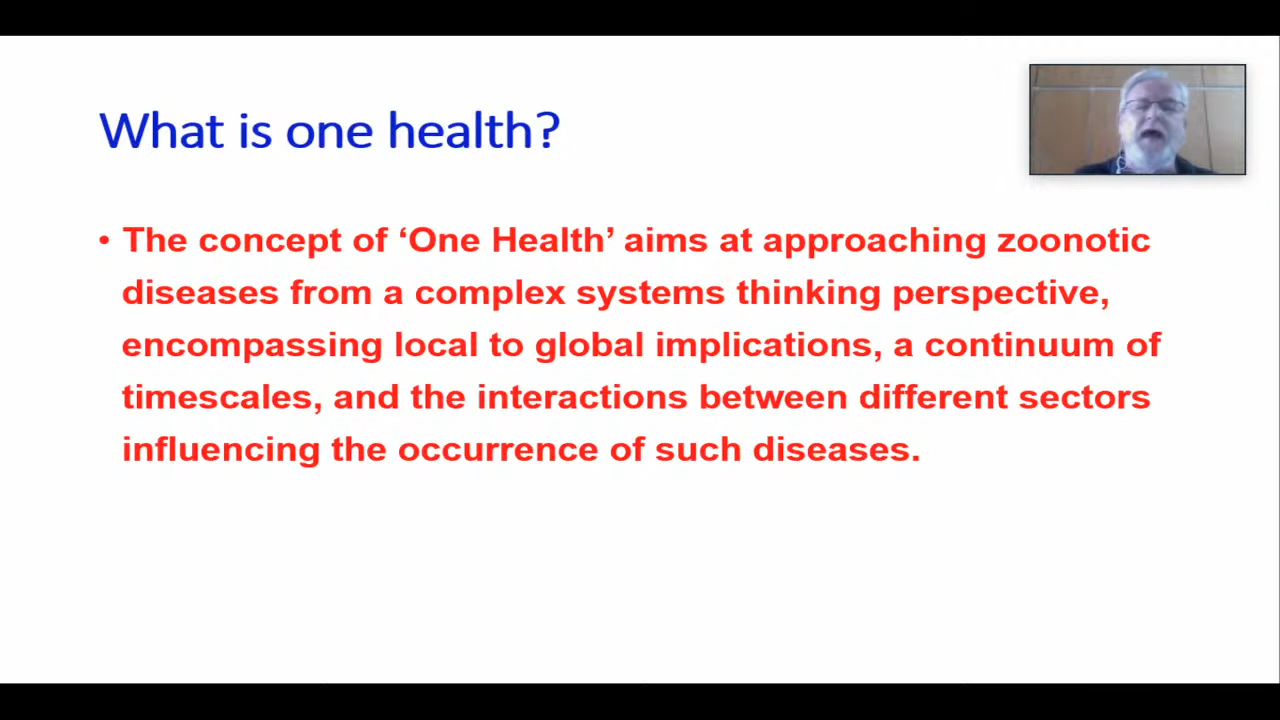 What is one health?
• The concept of ‘One Health’ aims at approaching zoonotic
diseases from a complex systems thinking perspective,
encompassing local to global implications, a continuum of
timescales, and the interactions between different sectors
influencing the occurrence of such diseases.